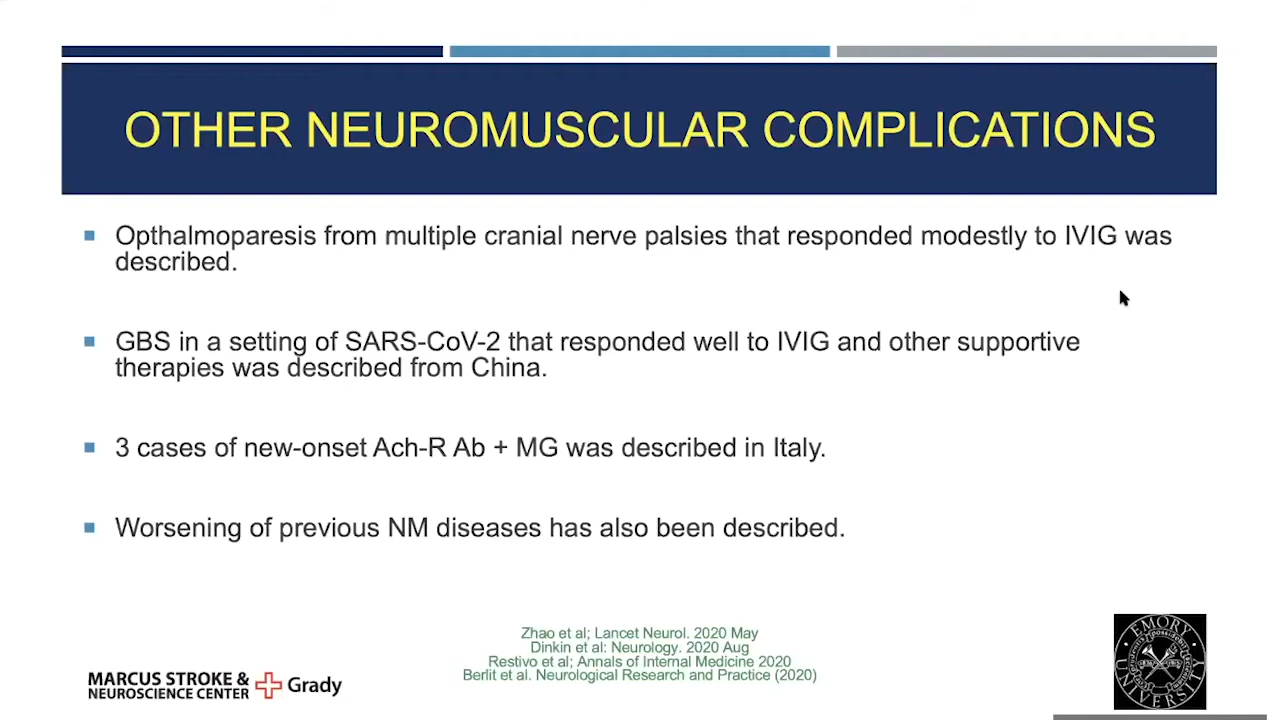 OTHER NEUROMUSCULAR COMPLICATIONS
Opthalmoparesis from multiple cranial nerve palsies that responded modestly to IVIG was
described.
GBS in a setting of SARS-CoV-2 that responded well to IVIG and other supportive
therapies was described from China.
3 cases of new-onset Ach-R Ab + MG was described in Italy.
Worsening of previous NM diseases has also been described.
Zhao et al; Lancet Neurol. 2020 May
Dinkin et al: Neurology. 2020 Aug
Restivo et al; Annals of Internal Medicine 2020
Berlit et al. Neurological Research and Practice (2020)
MARCUS STROKE &
NEUROSCIENCE CENTER
Grady
EMORY
UNIVERSITY